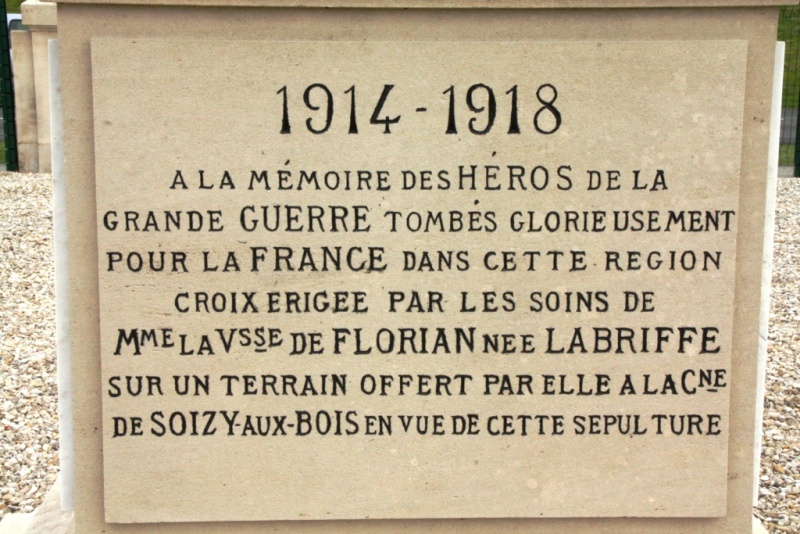 1914-1918
A LA MÉMOIRE DES HÉROS DE LA
GRANDE GUERRE TOMBÉS GLORIEUSEMENT
POUR LA FRANCE DANS CETTE REGION
CROIX ERIGEE PAR LES SOINS DE
MME LA VSSE DE FLORIAN NEE LABRIFFE
SUR UN TERRAIN OFFERT PAR ELLE A LA CNE
DE SOIZY-AUX-BOIS EN VUE DE CETTE SEPULTURE